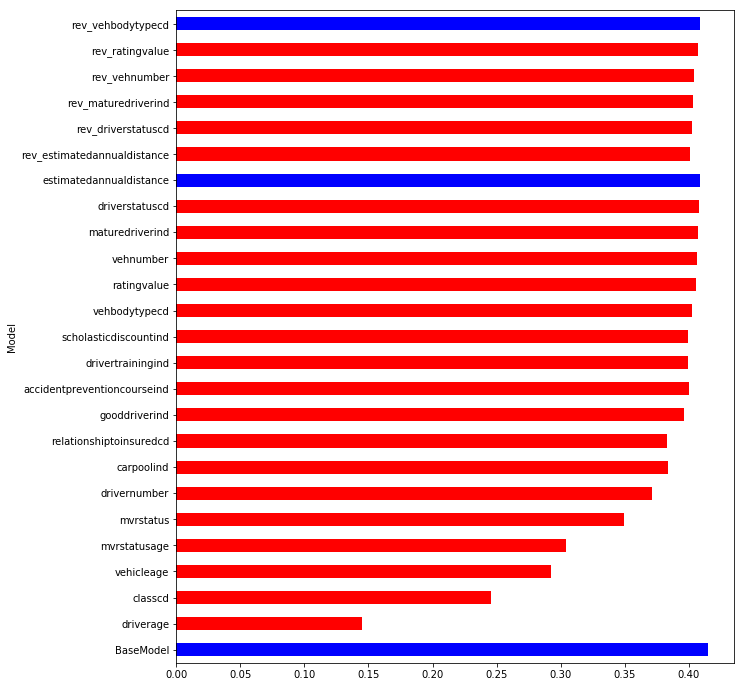 rev_vehbodytypecd
rev_ratingvalue
rev_vehnumber
rev_maturedriverind
rev_driverstatuscd
rev_estimatedannualdistance
estimatedannualdistance
driverstatuscd
maturedriverind
vehnumber
ratingvalue
vehbodytypecd
scholasticdiscountind
drivertrainingind
accidentpreventioncourseind
gooddriverind
relationshiptoinsuredcd
carpoolind
drivernumber
mvrstatus
mvrstatusage
vehicleage
classcd
driverage
BaseModel
Model
0.00 0.05 0.10 0.15 0.20 0.25 0.30 0.35 0.40